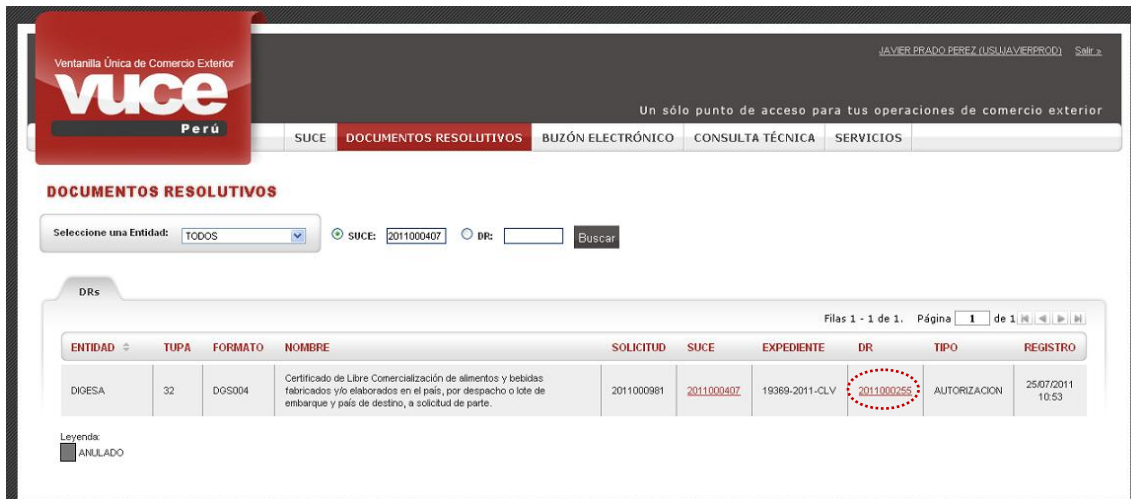 JAVIER PRADO PEREZ (USUJAVIERPROD) Salir »
Ventanilla Única de Comercio Exterior
vuce
Perú
Un sólo punto de acceso para tus operaciones de comercio exterior
SUCE DOCUMENTOS RESOLUTIVOS BUZÓN ELECTRÓNICO CONSULTA TÉCNICA SERVICIOS
DOCUMENTOS RESOLUTIVOS
Seleccione una Entidad: TODOS SUCE: 2011000407 DR: Buscar
DRs
Filas 1 - 1 de 1. Página 1 de 1
ENTIDAD TUPA FORMATO NOMBRE SOLICITUD SUCE EXPEDIENTE DR TIPO REGISTRO
DIGESA 32 DGS004 Certificado de Libre Comercialización de alimentos y bebidas
fabricados y/o elaborados en el país, por despacho o lote de
embarque y país de destino, a solicitud de parte.
2011000981 2011000407 19369-2011-CLV 2011000255 AUTORIZACION 25/07/2011
10:53
Leyenda:
ANULADO